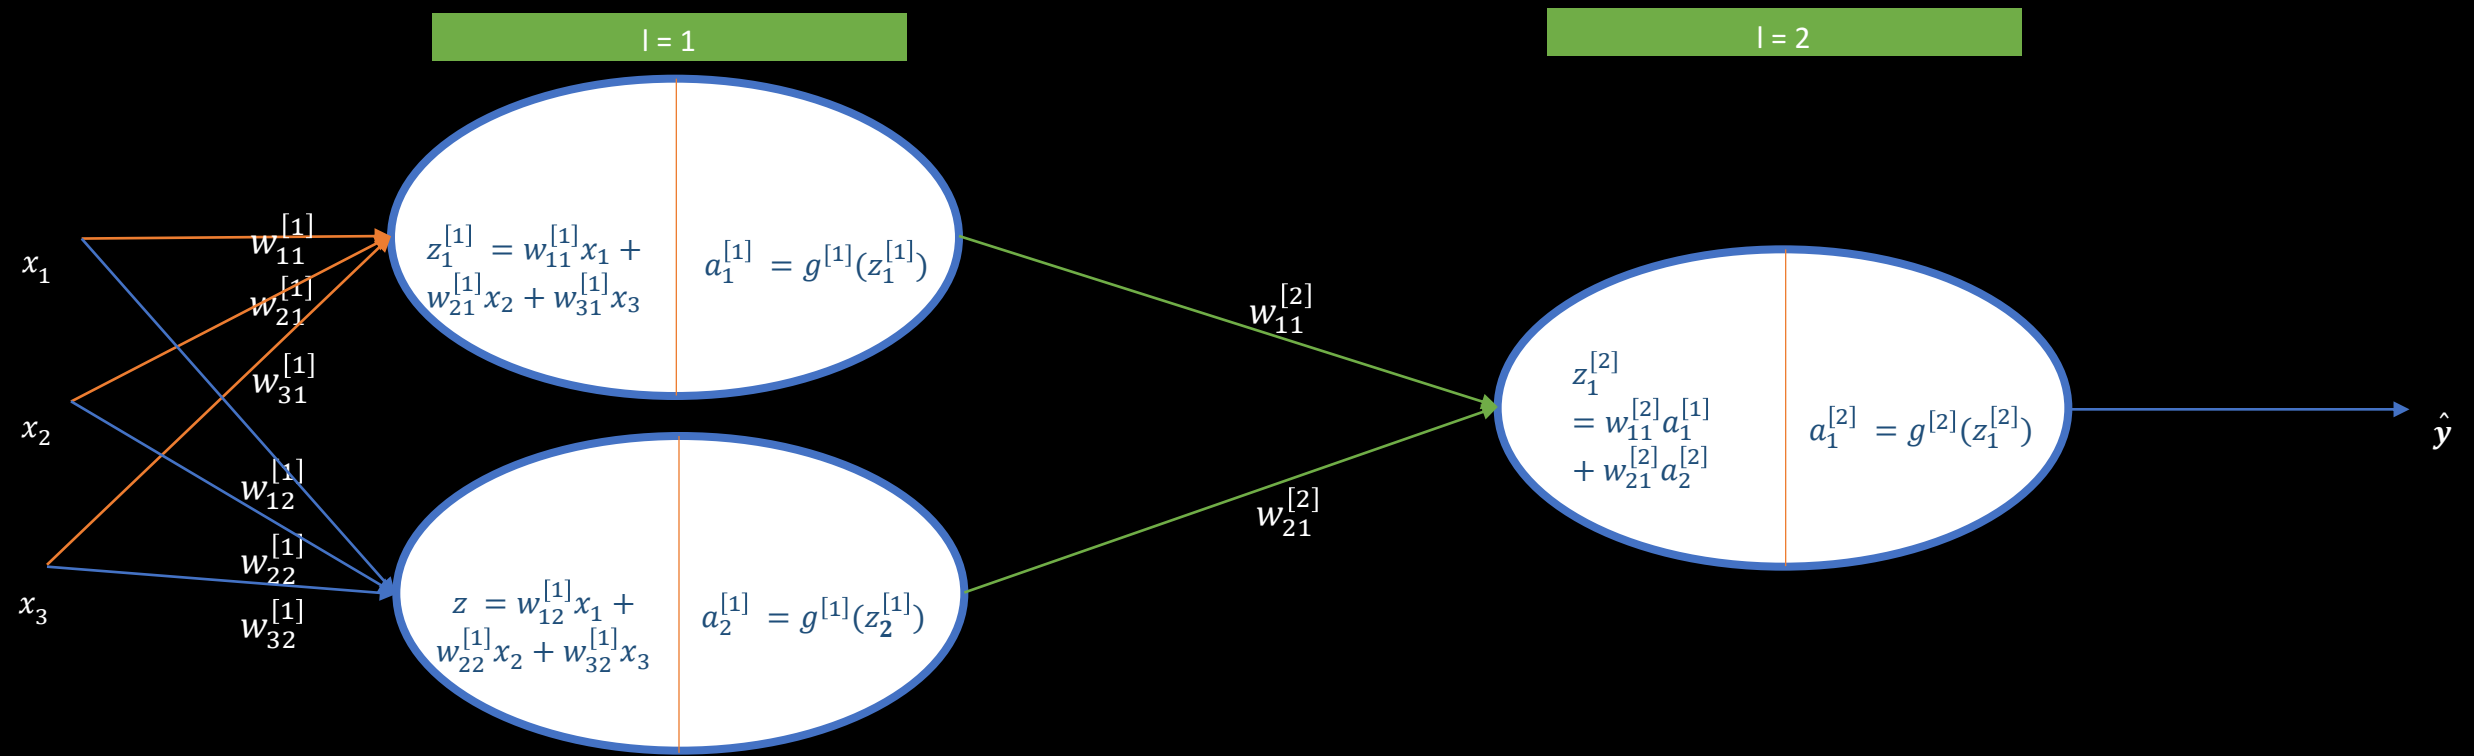 l = 1
l = 2
x_1
x_2
x_3
w_{11}^{[1]}
w_{21}^{[1]}
w_{31}^{[1]}
w_{12}^{[1]}
w_{22}^{[1]}
w_{32}^{[1]}
z_1^{[1]} = w_{11}^{[1]}x_1 +
w_{21}^{[1]}x_2 + w_{31}^{[1]}x_3
a_1^{[1]} = g^{[1]}(z_1^{[1]})
z = w_{12}^{[1]}x_1 +
w_{22}^{[1]}x_2 + w_{32}^{[1]}x_3
a_2^{[1]} = g^{[1]}(z_2^{[1]})
w_{11}^{[2]}
w_{21}^{[2]}
z_1^{[2]}
= w_{11}^{[2]}a_1^{[1]}
+ w_{21}^{[2]}a_2^{[2]}
a_1^{[2]} = g^{[2]}(z_1^{[2]})
ŷ